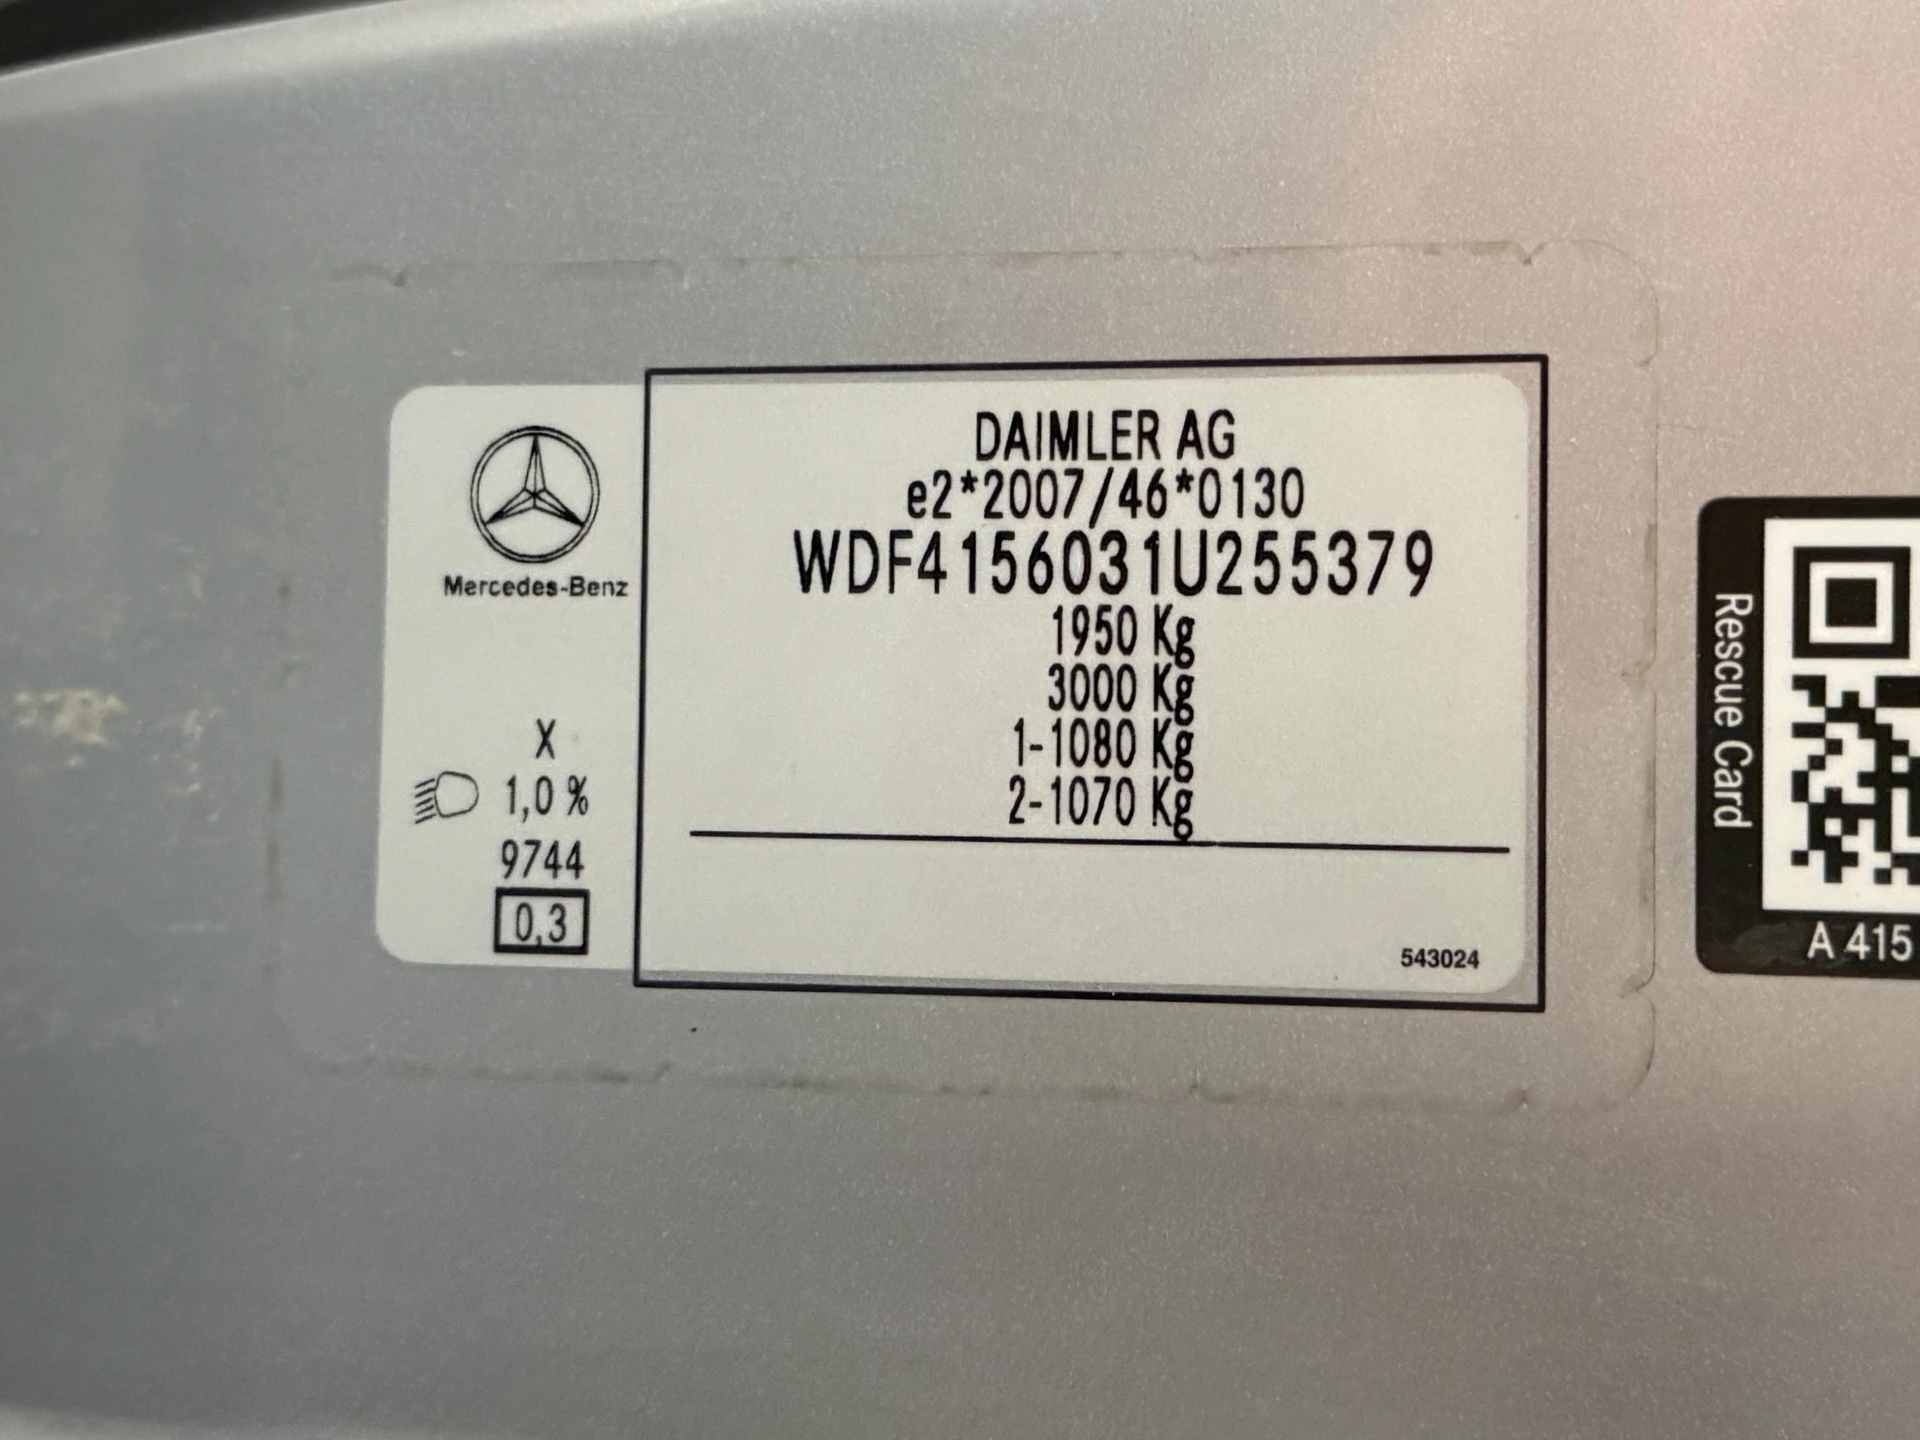 DAIMLER AG
e2*2007/46*0130
WDF4156031U255379
1950 Kg
3000 Kg
1-1080 Kg
2-1070 Kg
543024
Mercedes-Benz
X
1,0 %
9744
0,3
Rescue Card
A 415